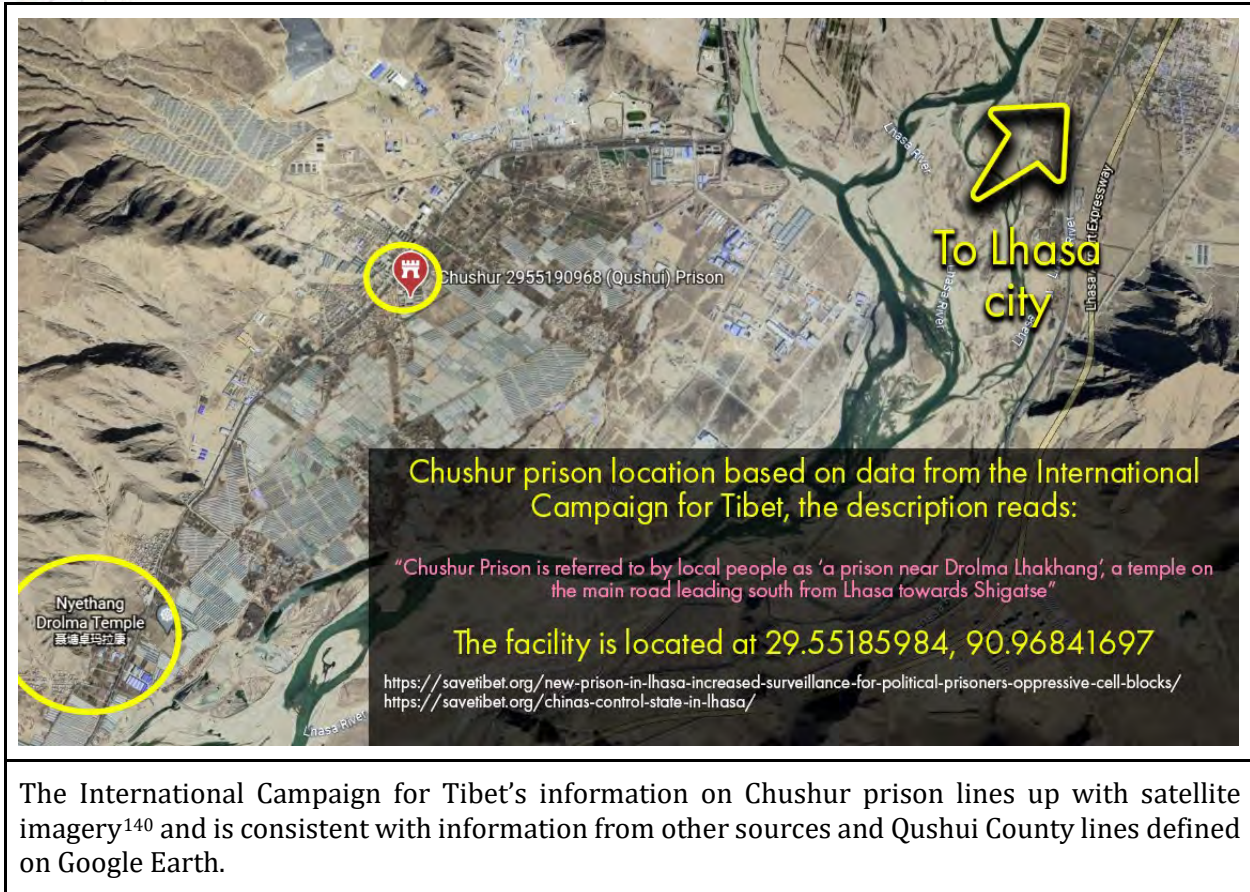 Lhasa River
Lhasa Airport Expressway
To Lhasa
city
Lhasa River
Lhasa River
Chushur 2955190968 (Qushui) Prison
Chushur prison location based on data from the International
Campaign for Tibet, the description reads:
“Chushur Prison is referred to by local people as ‘a prison near Drolma Lhakhang’, a temple on
the main road leading south from Lhasa towards Shigatse”
The facility is located at 29.55185984, 90.96841697
https://savetibet.org/new-prison-in-lhasa-increased-surveillance-for-political-prisoners-oppressive-cell-blocks/
https://savetibet.org/chinas-control-state-in-lhasa/
Nyethang
Drolma Temple
聂塘卓玛拉康
Lhasa River
The International Campaign for Tibet’s information on Chushur prison lines up with satellite
imagery140 and is consistent with information from other sources and Qushui County lines defined
on Google Earth.